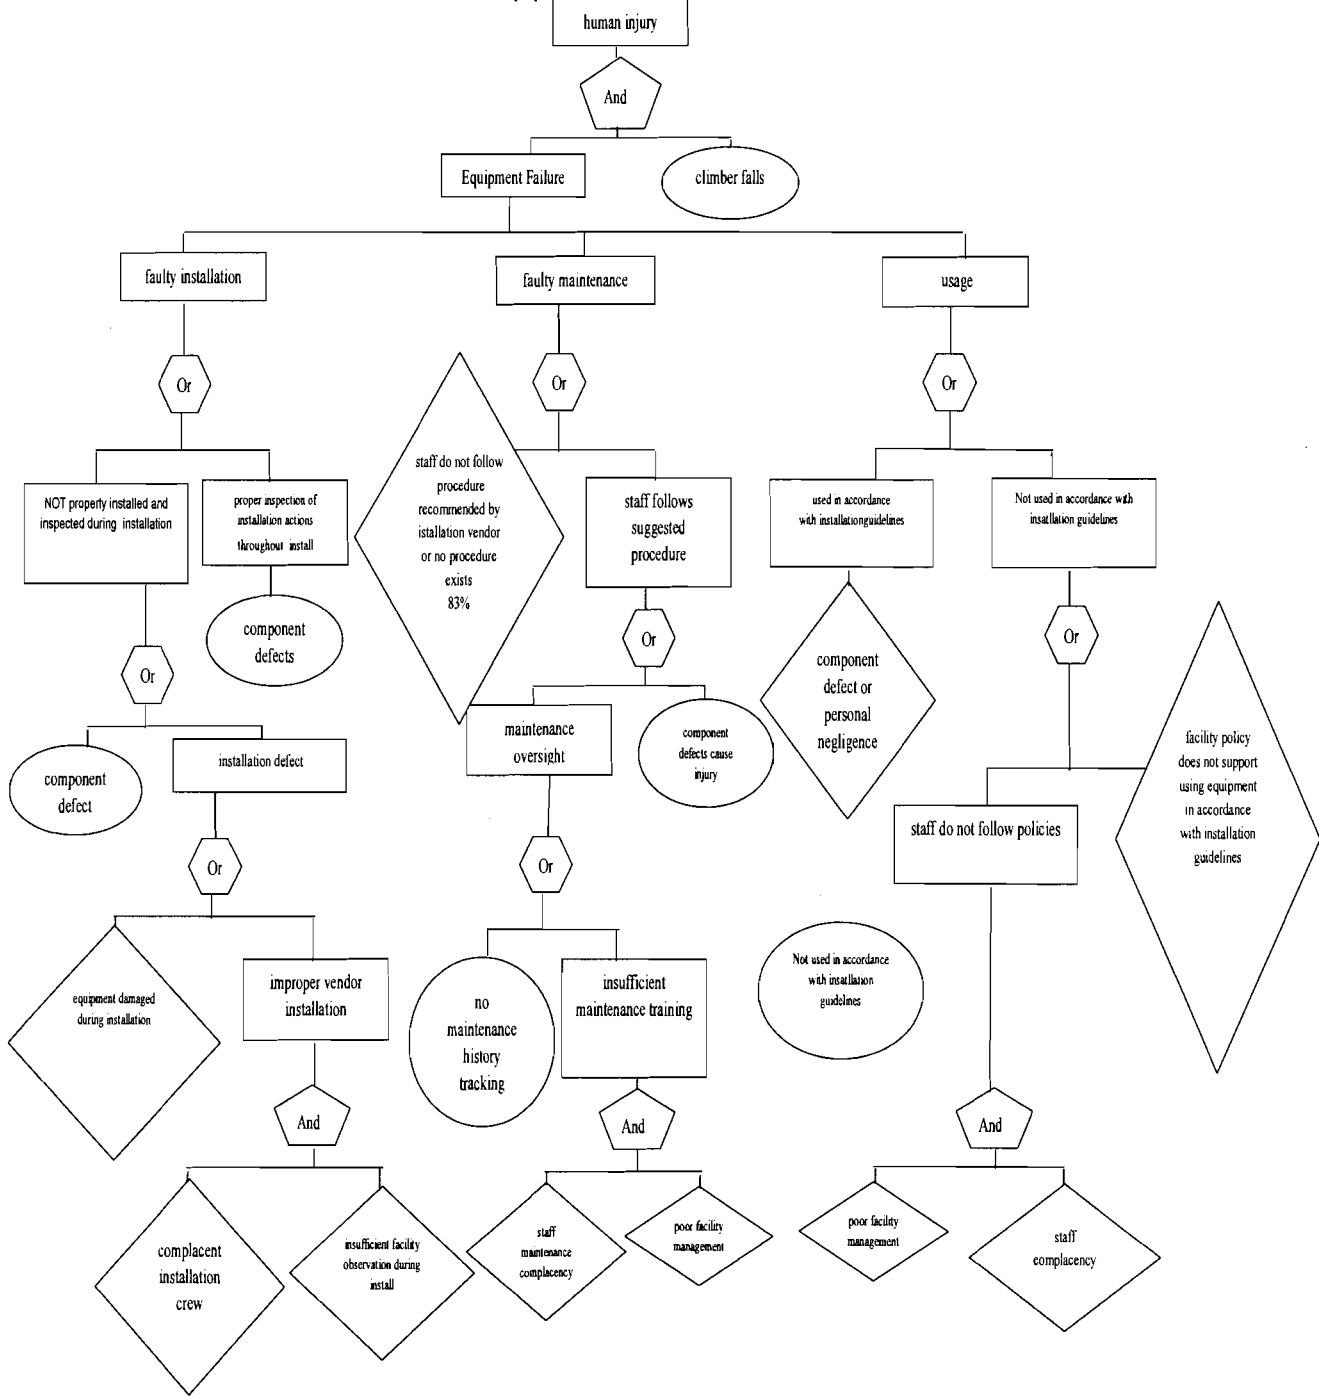 human injury
And
Equipment Failure
climber falls
faulty installation
faulty maintenance
usage
Or
Or
Or
NOT property installed and
inspected during installation
proper inspection of
installation actions
throughout install
staff do not follow
procedure
recommended by
istallation vendor
or no procedure
exists
83%
staff follows
suggested
procedure
used in accordance
with installationguidelines
Not used in accordance with
insatllation guidelines
component
defects
Or
Or
Or
component
defect or
personal
negligence
component
defect
installation defect
maintenance
oversight
component
defects cause
injury
facility policy
does not support
using equipment
in accordance
with installation
guidelines
staff do not follow policies
Or
Or
equipment damaged
during installation
improper vendor
installation
no
maintenance
history
tracking
insufficient
maintenance training
Not used in accordance
with insatllation
guidelines
And
And
And
complacent
installation
crew
insufficient facility
observation during
install
staff
maintenance
complacency
poor facility
management
poor facility
management
staff
complacency